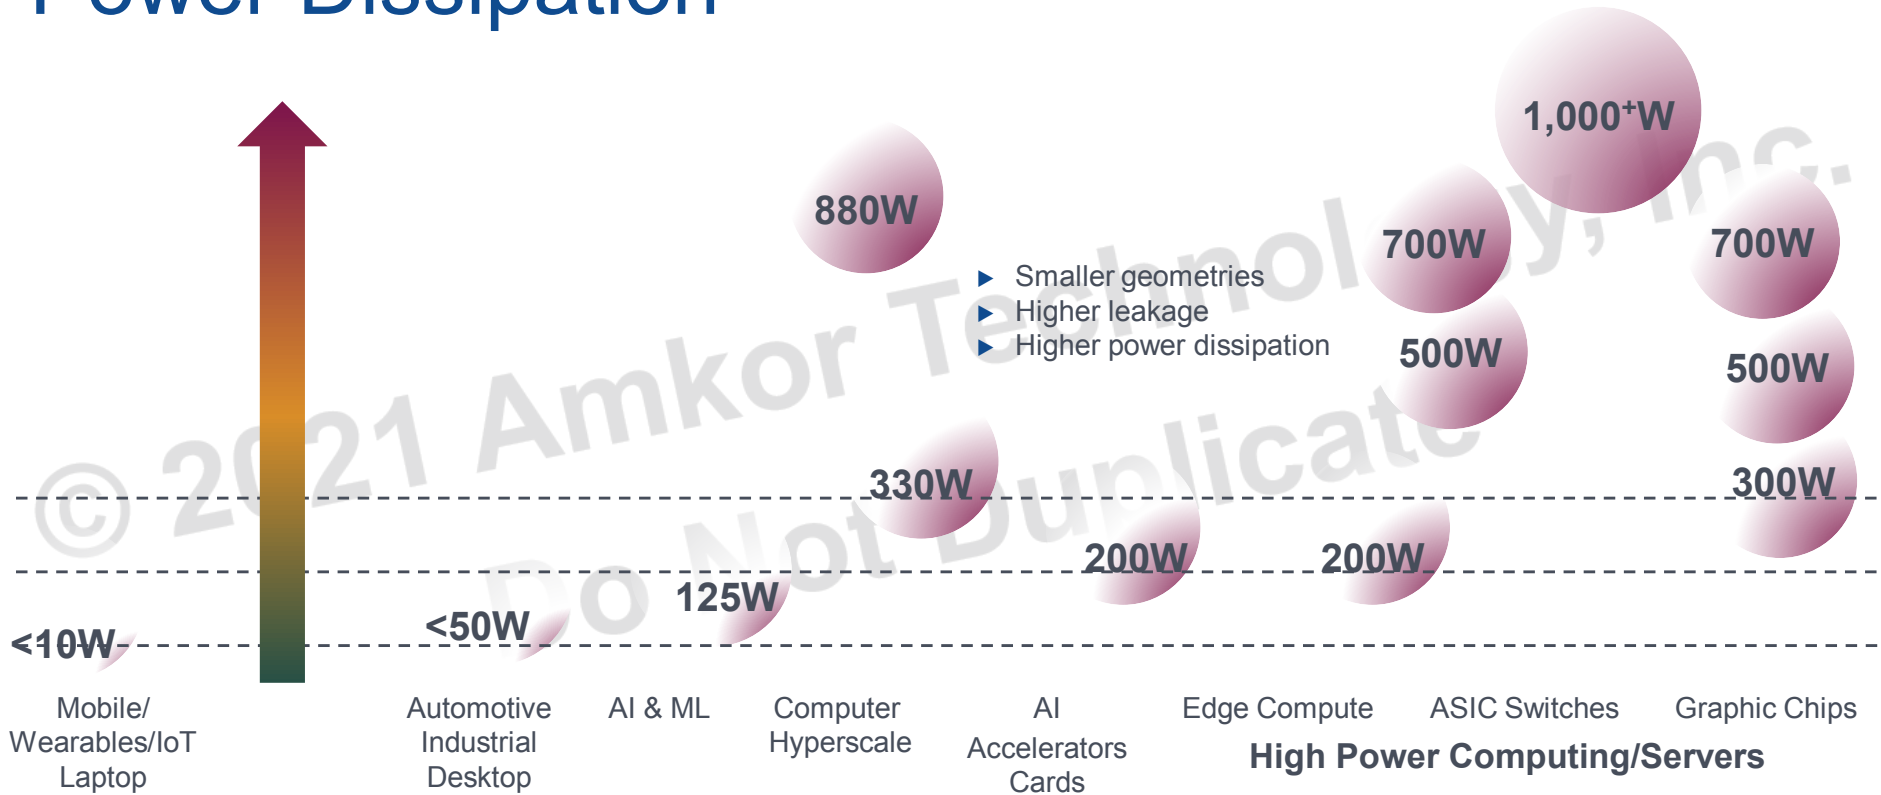 Power Dissipation
1,000+W
880W
700W
700W
▶ Smaller geometries
▶ Higher leakage
▶ Higher power dissipation
500W
500W
330W
300W
200W
200W
125W
<50W
<10W
Mobile/
Wearables/IoT
Laptop
Automotive
Industrial
Desktop
AI & ML
Computer
Hyperscale
AI
Accelerators
Cards
Edge Compute
ASIC Switches
Graphic Chips
High Power Computing/Servers
© 2021 Amkor Technology, Inc.
Do Not Duplicate